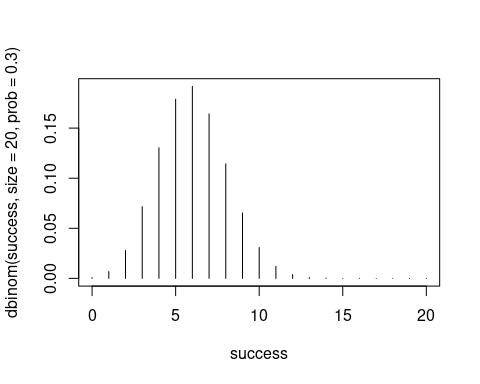 dbinom(success, size = 20, prob = 0.3)
0.15
0.10
0.05
0.00
0 5 10 15 20
success